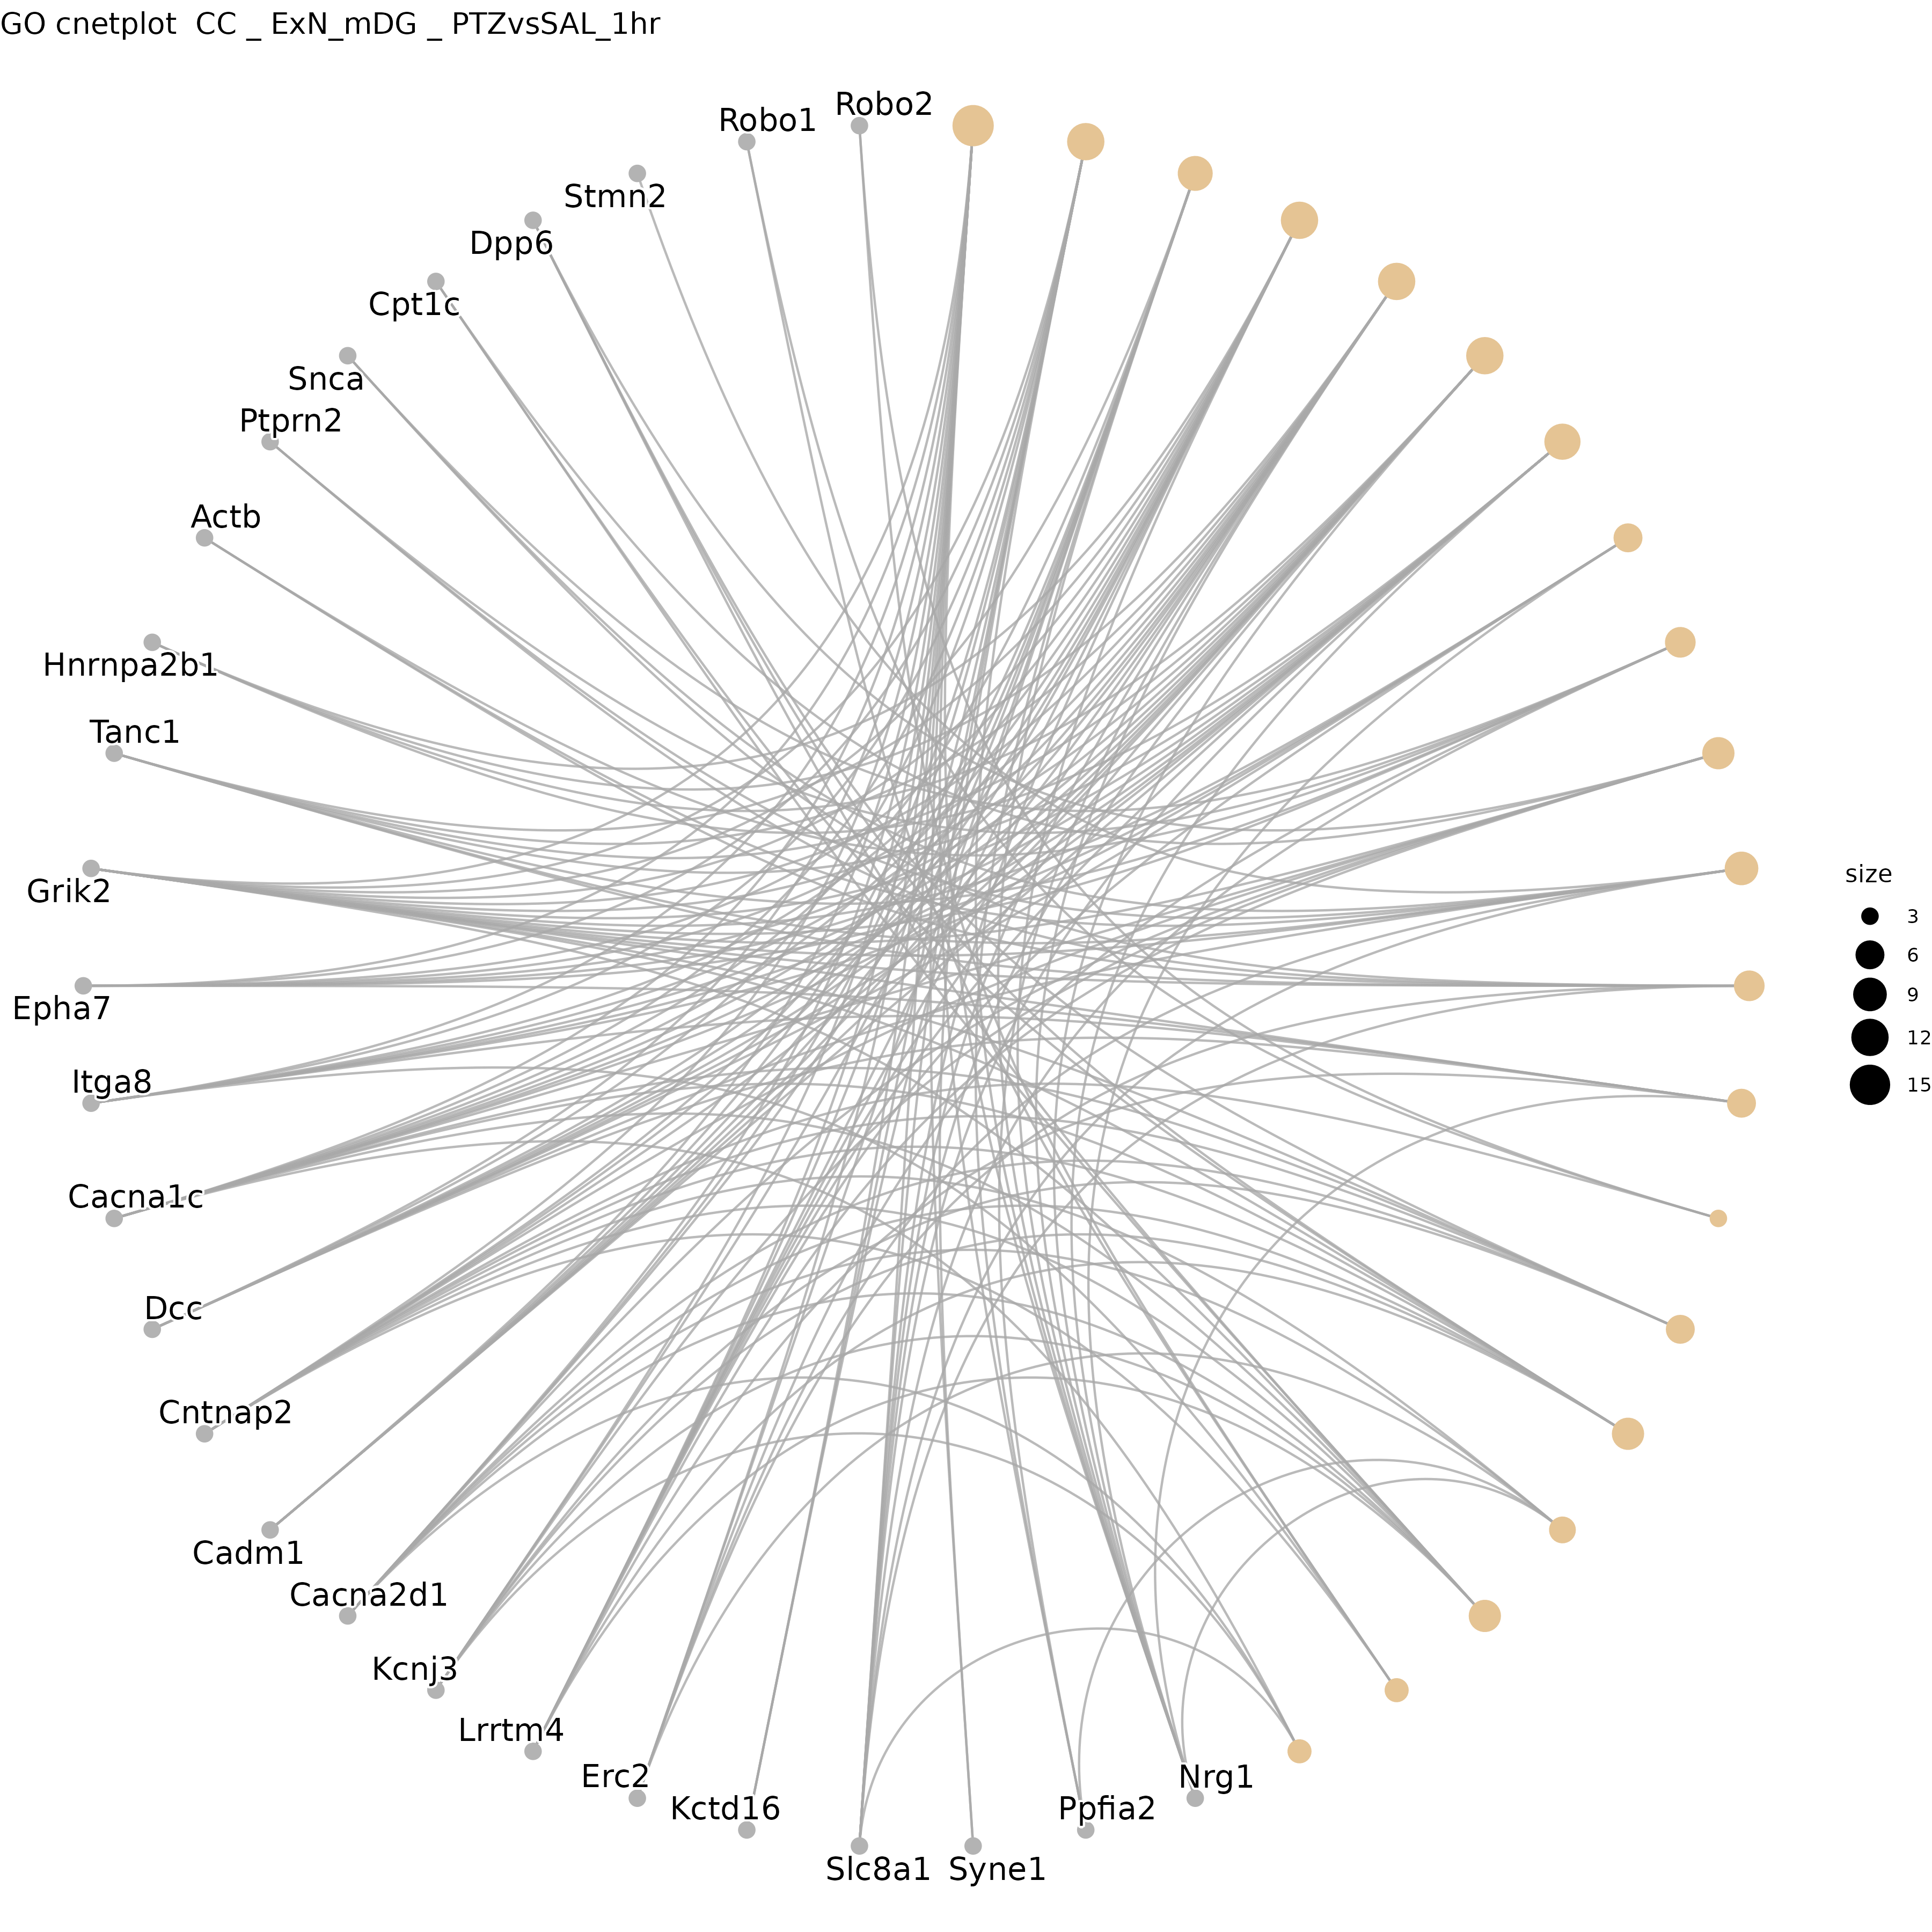 GO cnetplot  CC _ ExN_mDG _ PTZvsSAL_1hr
Robo2
Robo1
Stmn2
Dpp6
Cpt1c
Snca
Ptprn2
Actb
Hnrnpa2b1
Tanc1
Grik2
Epha7
Itga8
Cacna1c
Dcc
Cntnap2
Cadm1
Cacna2d1
Kcnj3
Lrrtm4
Erc2
Kctd16
Slc8a1
Syne1
Ppfia2
Nrg1
size
3
6
9
12
15